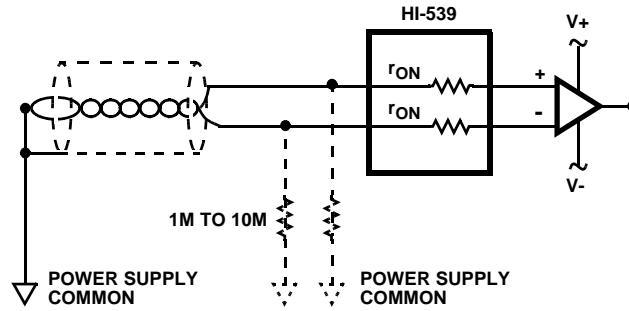 HI-539
V+
rON
+
rON
-
V-
1M TO 10M
POWER SUPPLY
COMMON
POWER SUPPLY
COMMON